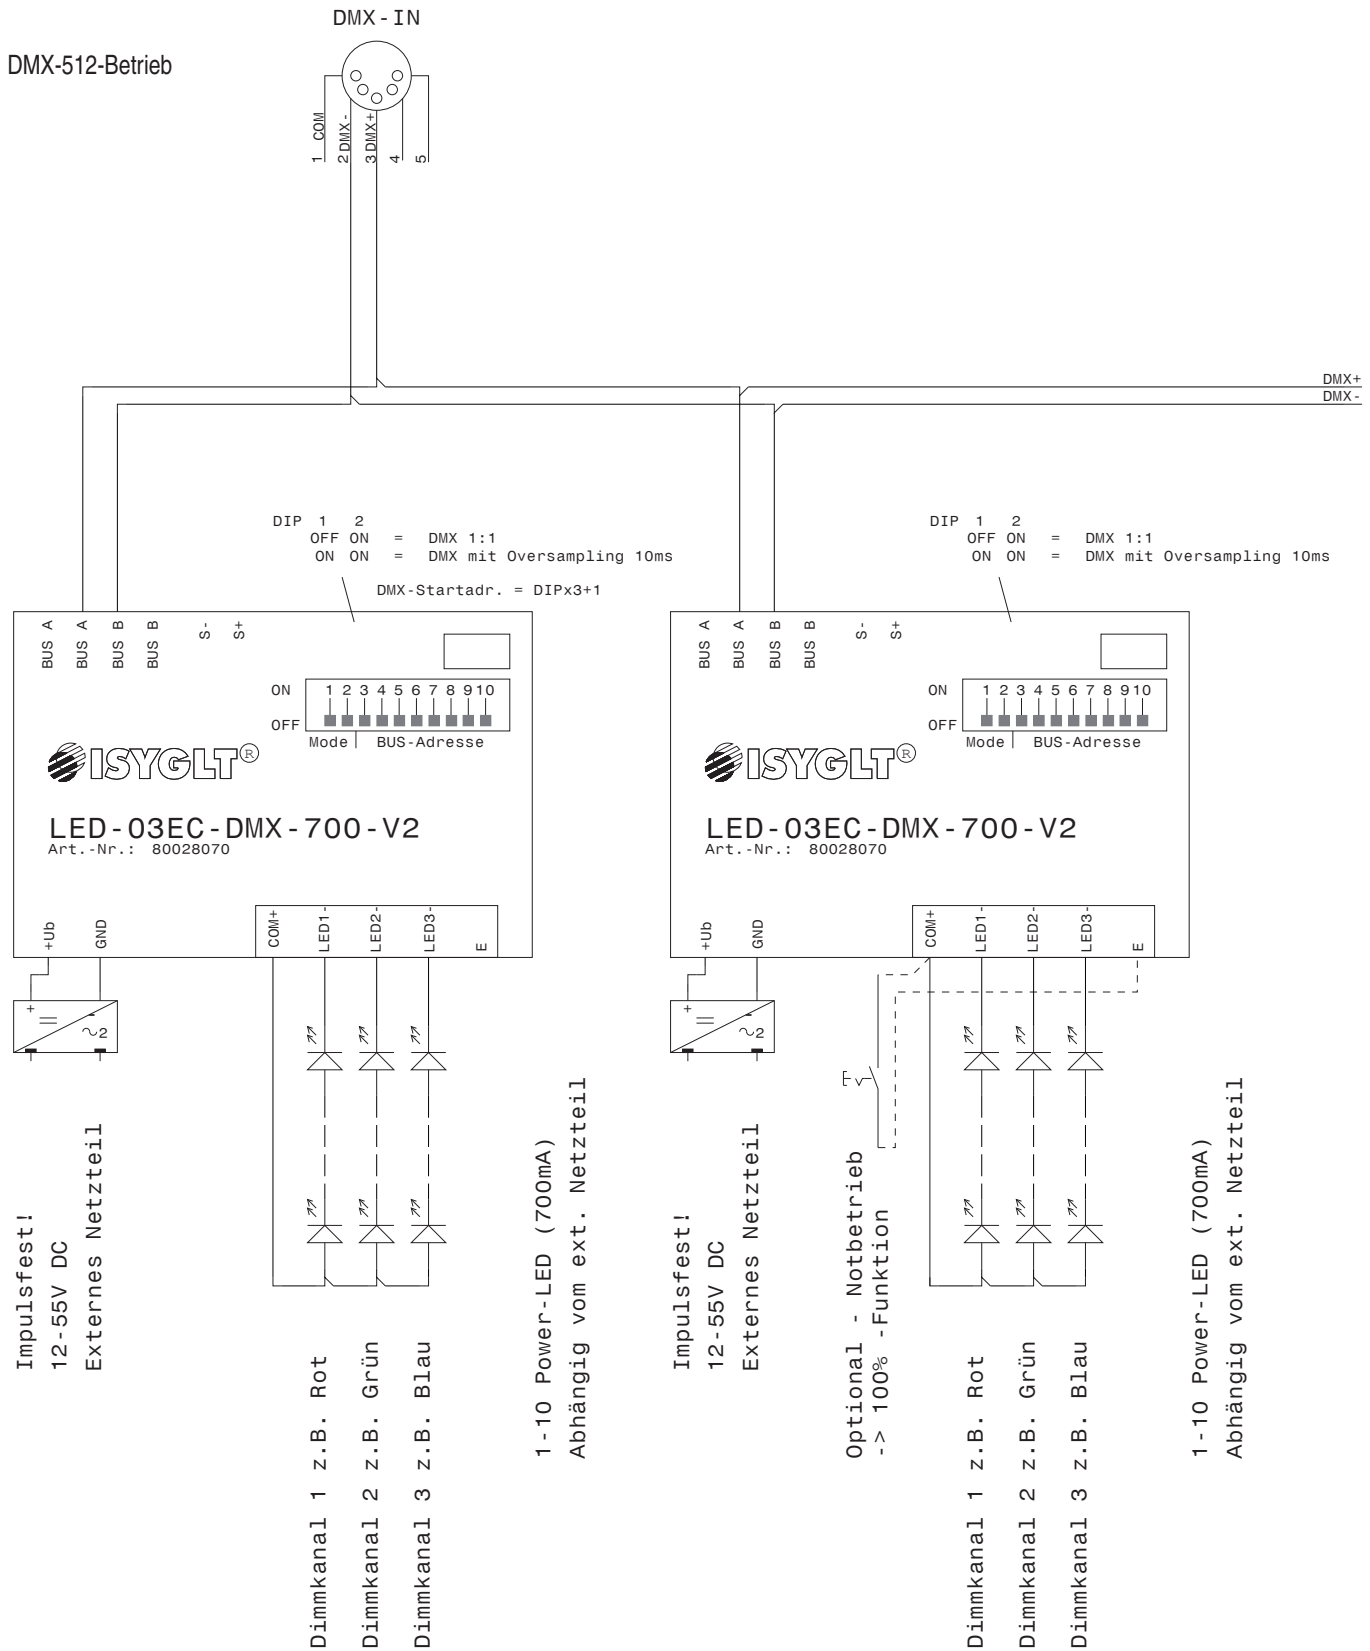 DMX-IN
DMX-512-Betrieb
1 COM
2 DMX-
3 DMX+
4
5
DMX+
DMX-
DIP 1 2
OFF ON = DMX 1:1
ON ON = DMX mit Oversampling 10ms
DMX-Startadr. = DIPx3+1
BUS A
BUS A
BUS B
BUS B
S-
S+
ON
1 2 3 4 5 6 7 8 9 10
OFF
Mode
BUS-Adresse
ISYGLT®
LED-03EC-DMX-700-V2
Art.-Nr.: 80028070
+Ub
GND
COM+
LED1-
LED2-
LED3-
E
+
=
-
~2
Impulsfest!
12-55V DC
Externes Netzteil
Dimmkanal 1 z.B. Rot
Dimmkanal 2 z.B. Grün
Dimmkanal 3 z.B. Blau
1-10 Power-LED (700mA)
Abhängig vom ext. Netzteil
DIP 1 2
OFF ON = DMX 1:1
ON ON = DMX mit Oversampling 10ms
BUS A
BUS A
BUS B
BUS B
S-
S+
ON
1 2 3 4 5 6 7 8 9 10
OFF
Mode
BUS-Adresse
ISYGLT®
LED-03EC-DMX-700-V2
Art.-Nr.: 80028070
+Ub
GND
COM+
LED1-
LED2-
LED3-
E
+
=
-
~2
Impulsfest!
12-55V DC
Externes Netzteil
Optional - Notbetrieb
-> 100% -Funktion
Dimmkanal 1 z.B. Rot
Dimmkanal 2 z.B. Grün
Dimmkanal 3 z.B. Blau
1-10 Power-LED (700mA)
Abhängig vom ext. Netzteil